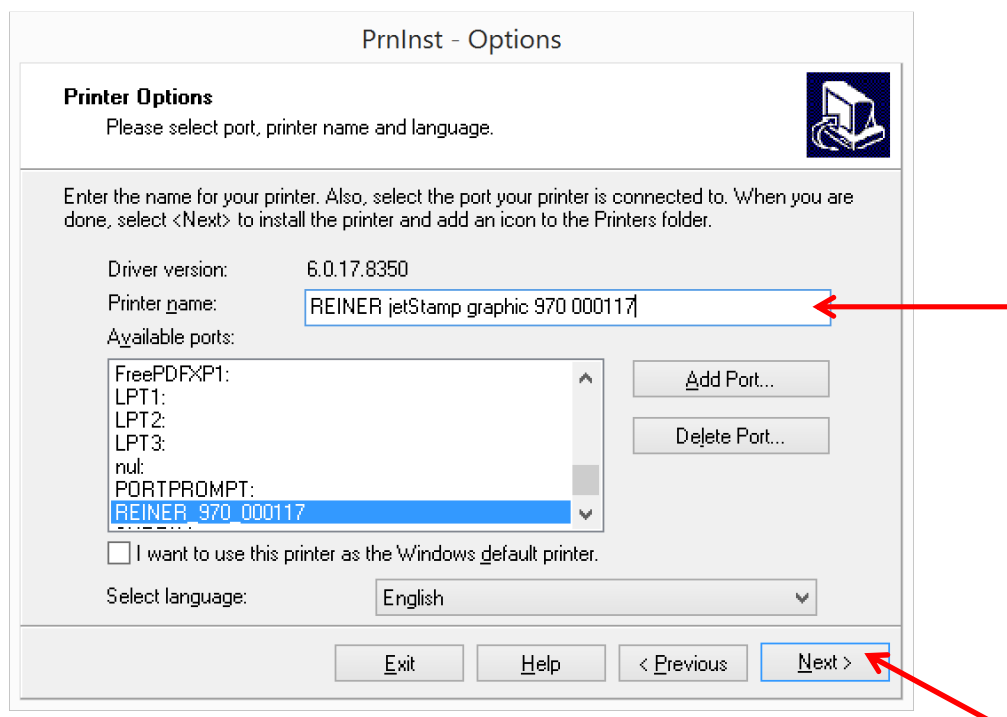 PrnInst - Options
Printer Options
Please select port, printer name and language.
Enter the name for your printer. Also, select the port your printer is connected to. When you are
done, select <Next> to install the printer and add an icon to the Printers folder.
Driver version: 6.0.17.8350
Printer name: REINER jetStamp graphic 970 000117
Available ports:
FreePDFXP1:
LPT1:
LPT2:
LPT3:
nul:
PORTPROMPT:
REINER_970_000117
Add Port...
Delete Port...
I want to use this printer as the Windows default printer.
Select language: English
Exit Help < Previous Next >